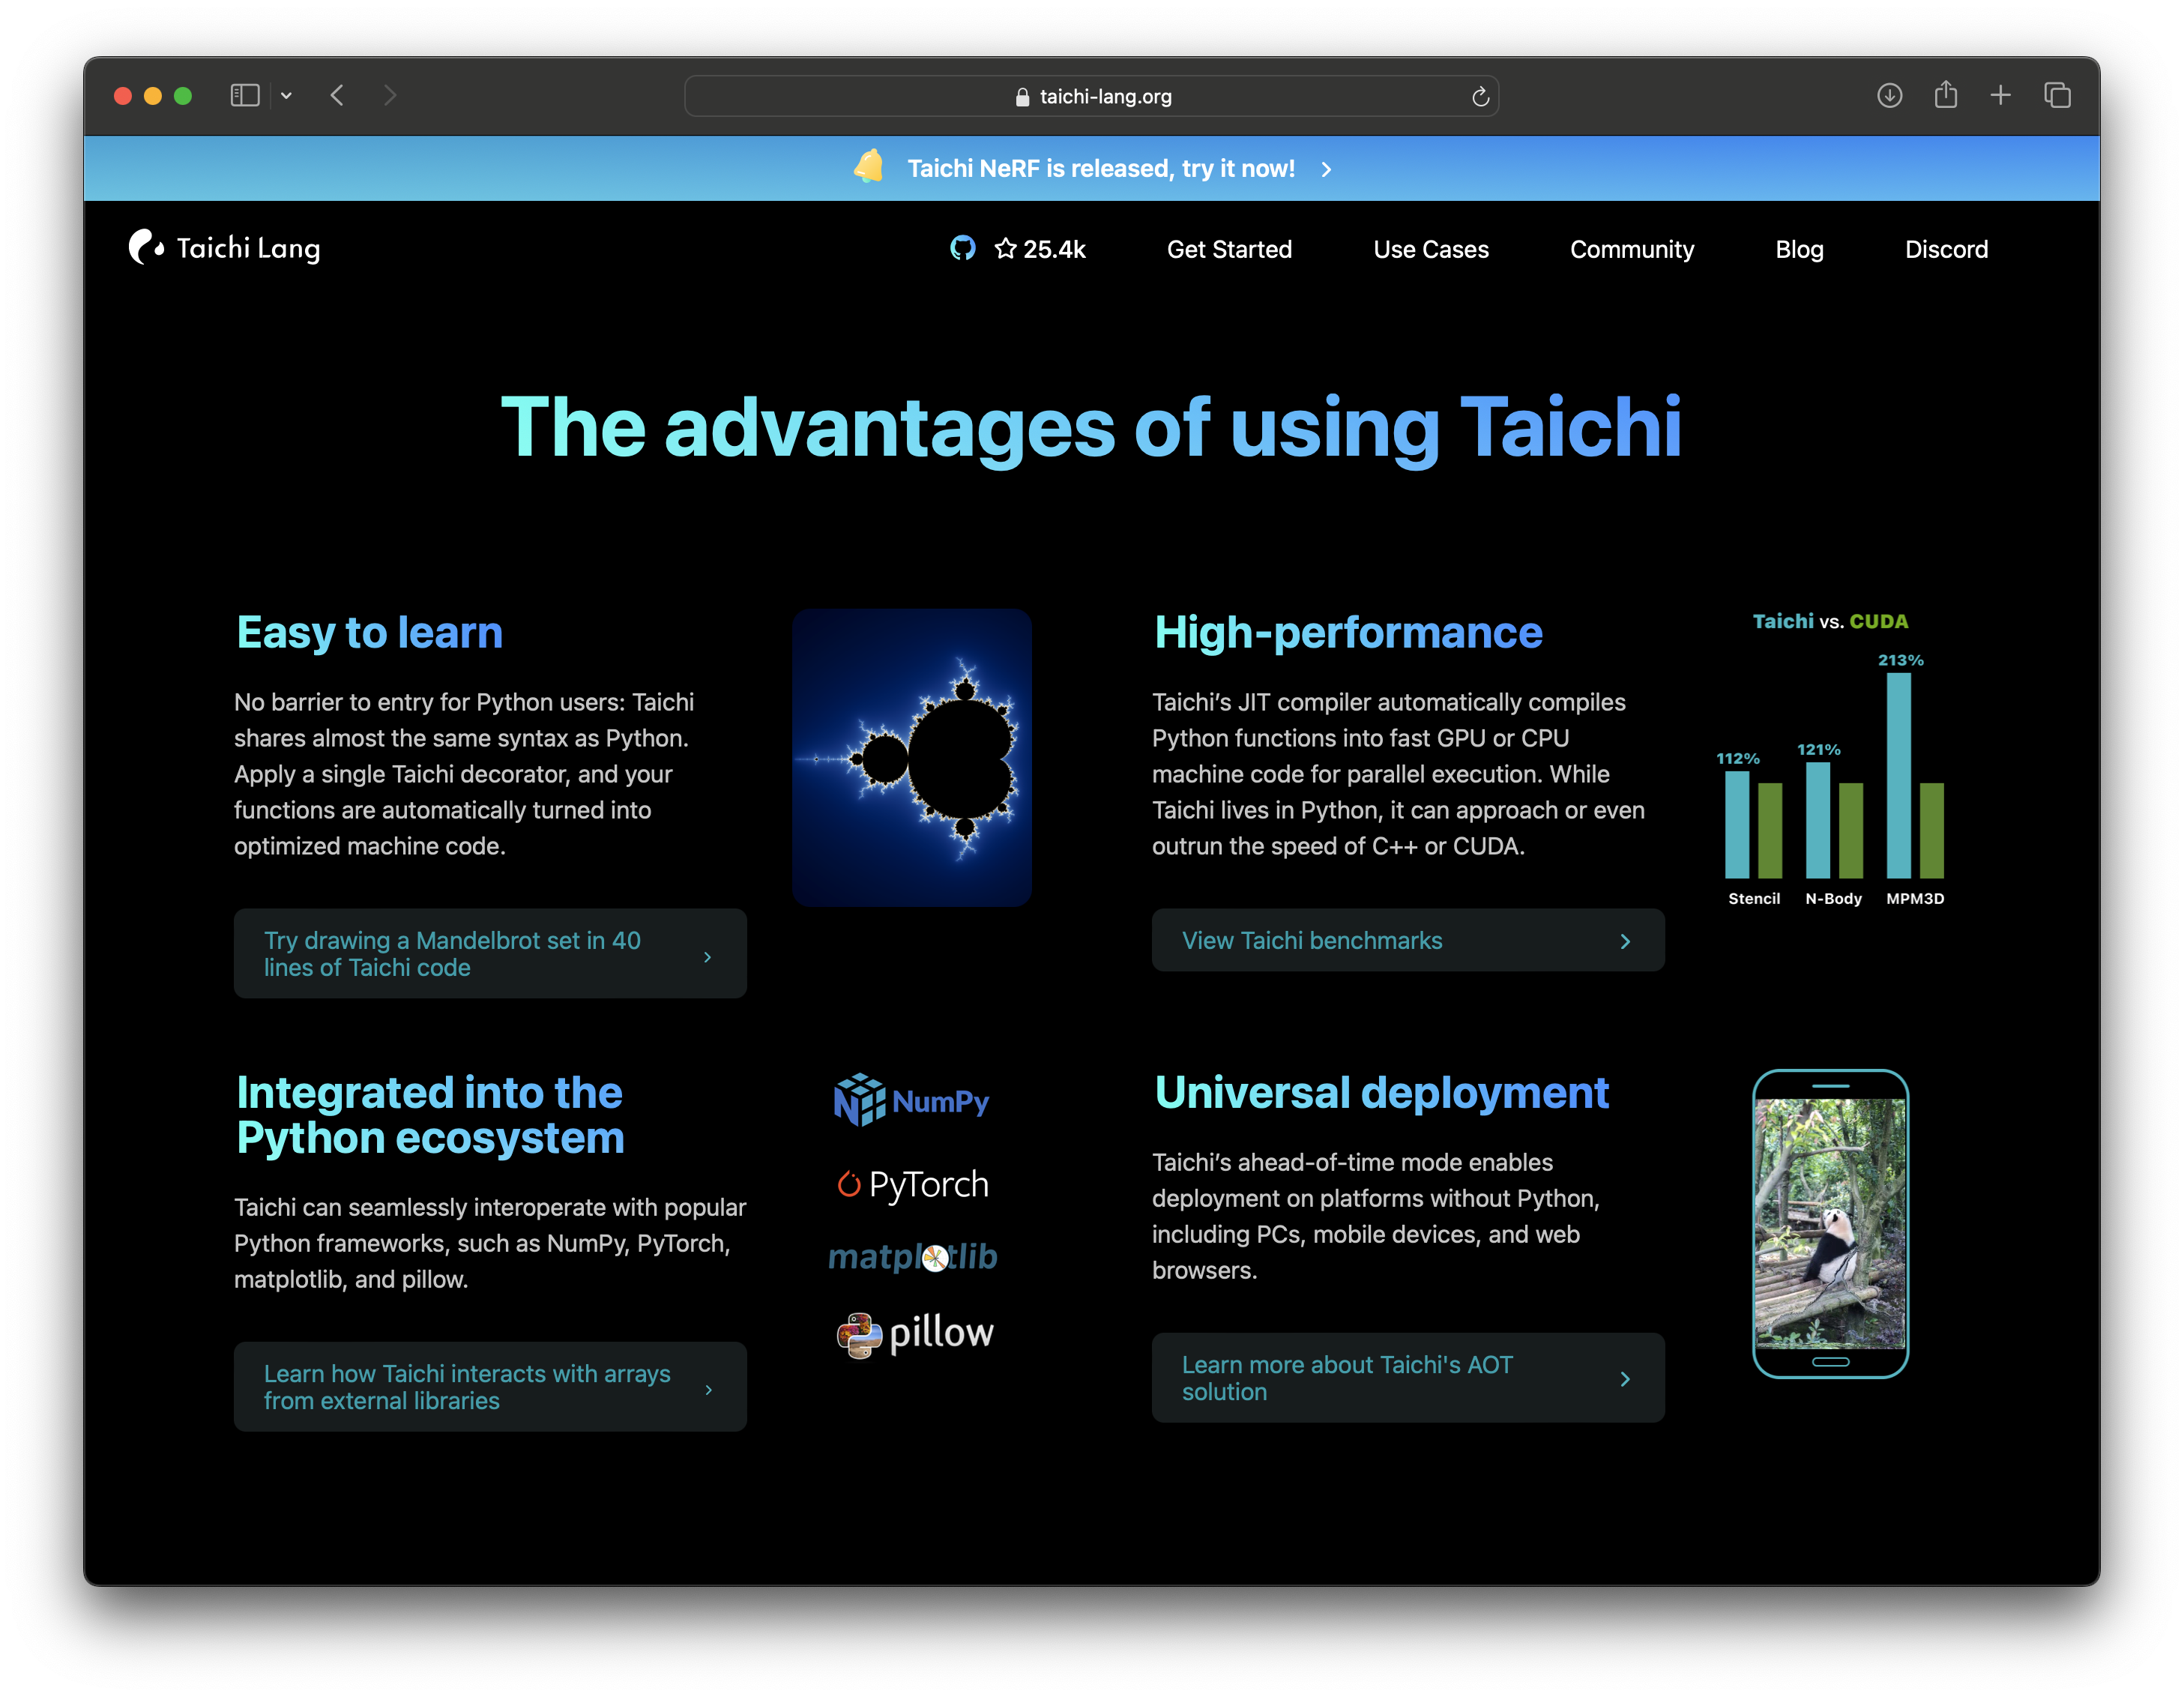 taichi-lang.org
Taichi NeRF is released, try it now!
Taichi Lang
25.4k
Get Started
Use Cases
Community
Blog
Discord
The advantages of using Taichi
Easy to learn
No barrier to entry for Python users: Taichi
shares almost the same syntax as Python.
Apply a single Taichi decorator, and your
functions are automatically turned into
optimized machine code.
Try drawing a Mandelbrot set in 40
lines of Taichi code
High-performance
Taichi’s JIT compiler automatically compiles
Python functions into fast GPU or CPU
machine code for parallel execution. While
Taichi lives in Python, it can approach or even
outrun the speed of C++ or CUDA.
View Taichi benchmarks
Taichi vs. CUDA
213%
121%
112%
Stencil
N-Body
MPM3D
Integrated into the
Python ecosystem
Taichi can seamlessly interoperate with popular
Python frameworks, such as NumPy, PyTorch,
matplotlib, and pillow.
Learn how Taichi interacts with arrays
from external libraries
NumPy
PyTorch
matplotlib
pillow
Universal deployment
Taichi’s ahead-of-time mode enables
deployment on platforms without Python,
including PCs, mobile devices, and web
browsers.
Learn more about Taichi's AOT
solution